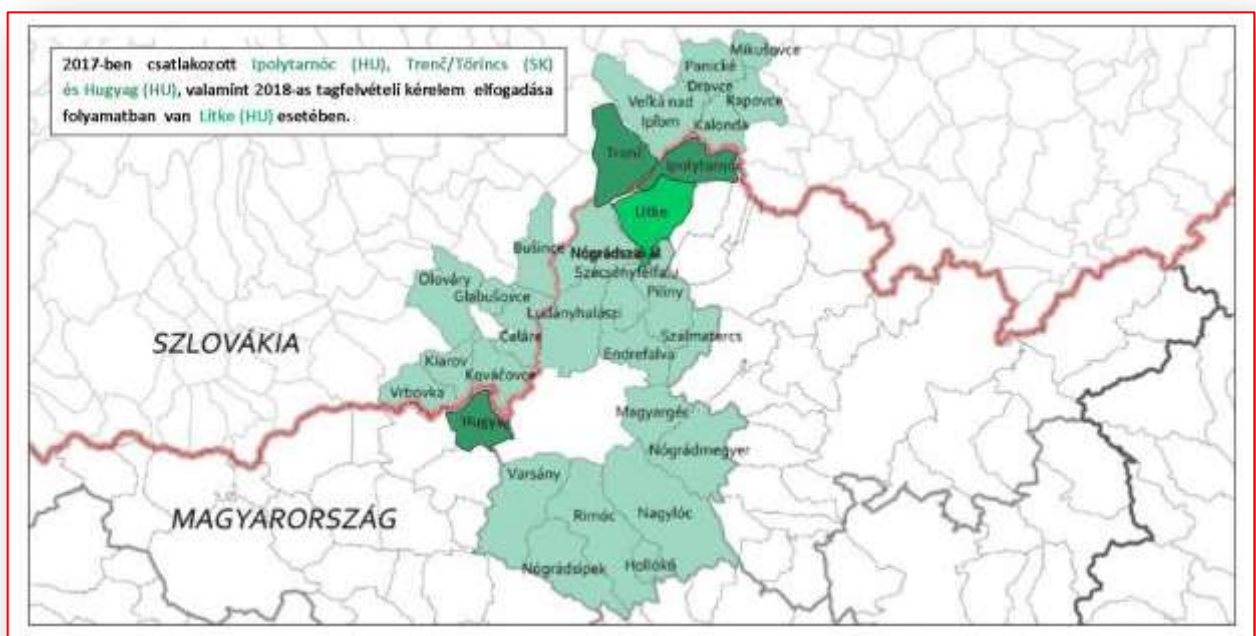 2017-ben csatlakozott Ipolytarnóc (HU), Trenč/Tőrincs (SK)
és Hugyag (HU), valamint 2018-as tagfelvételi kérelem elfogadása
folyamatban van Litke (HU) esetében.
Mikušovce
Panické
Dravce
Veľká nad
Rapovce
Ipľom
Kalonda
Trenč
Ipolytarnóc
Litke
Bušince
Nógrádszakál
Szécsényfelfalu
Olováry
Glabušovce
Piliny
Ludányhalászi
Čeláre
Szalmatercs
SZLOVÁKIA
Endrefalva
Kiarov
Kováčovce
Vrbovka
Magyargéc
Hugyag
Nógrádmegyer
Varsány
MAGYARORSZÁG
Rimóc
Nagylóc
Nógrádsipek
Hollókő